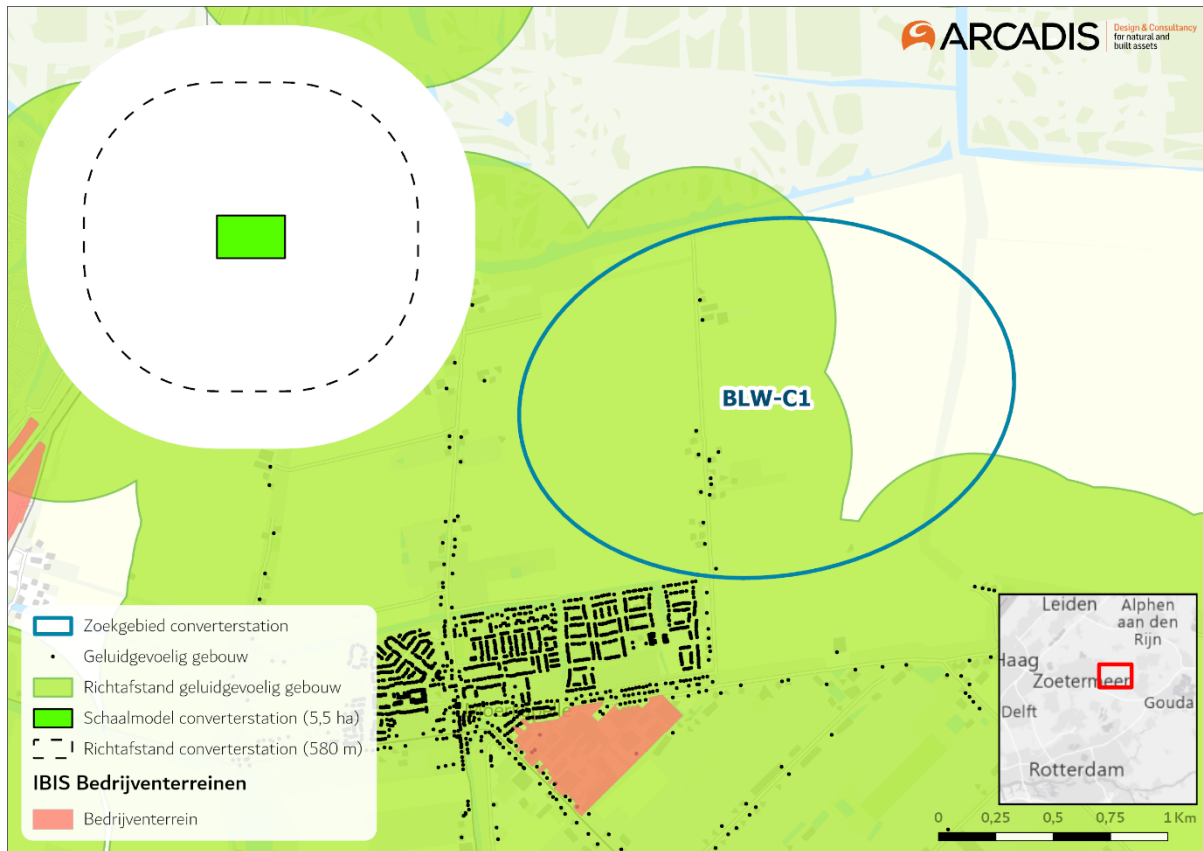 ARCADIS
Design & Consultancy
for natural and
built assets
BLW-C1
Zoekgebied converterstation
Geluidgevoelig gebouw
Richtafstand geluidgevoelig gebouw
Schaalmodel converterstation (5,5 ha)
Richtafstand converterstation (580 m)
IBIS Bedrijventerreinen
Bedrijventerrein
Leiden
Alphen
aan den
Rijn
Haag
Zoetermeer
Gouda
Delft
Rotterdam
0 0,25 0,5 0,75 1 Km